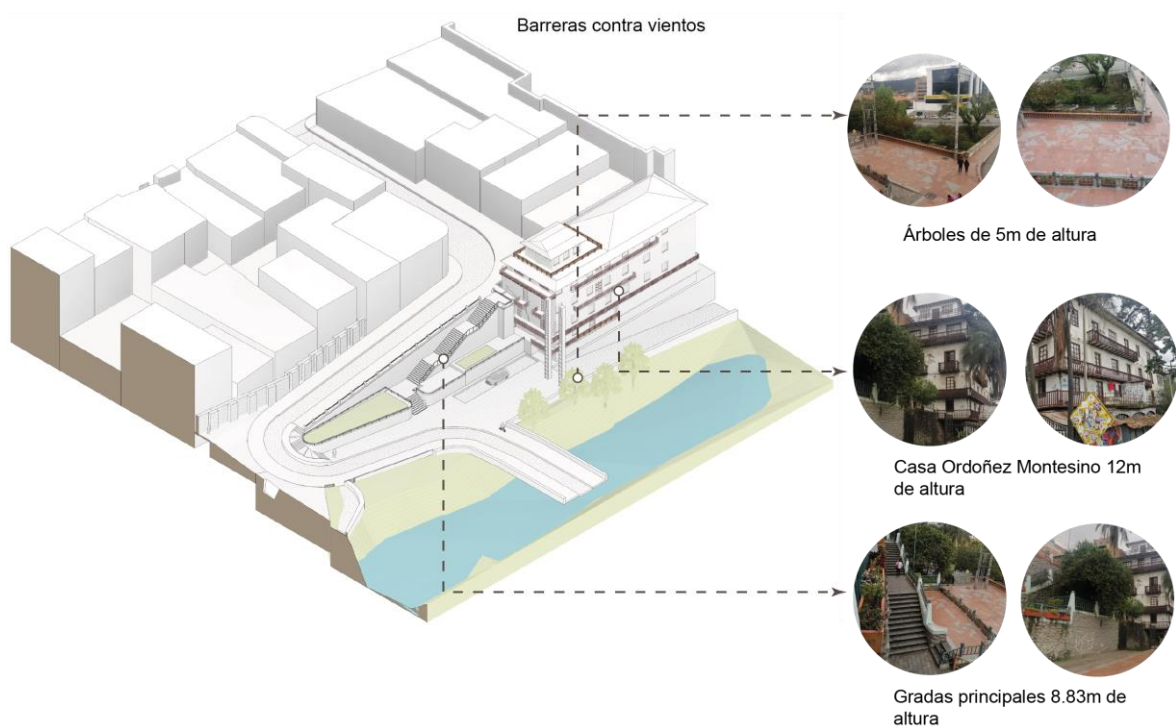 Barreras contra vientos
Árboles de 5m de altura
Casa Ordoñez Montesino 12m
de altura
Gradas principales 8.83m de
altura